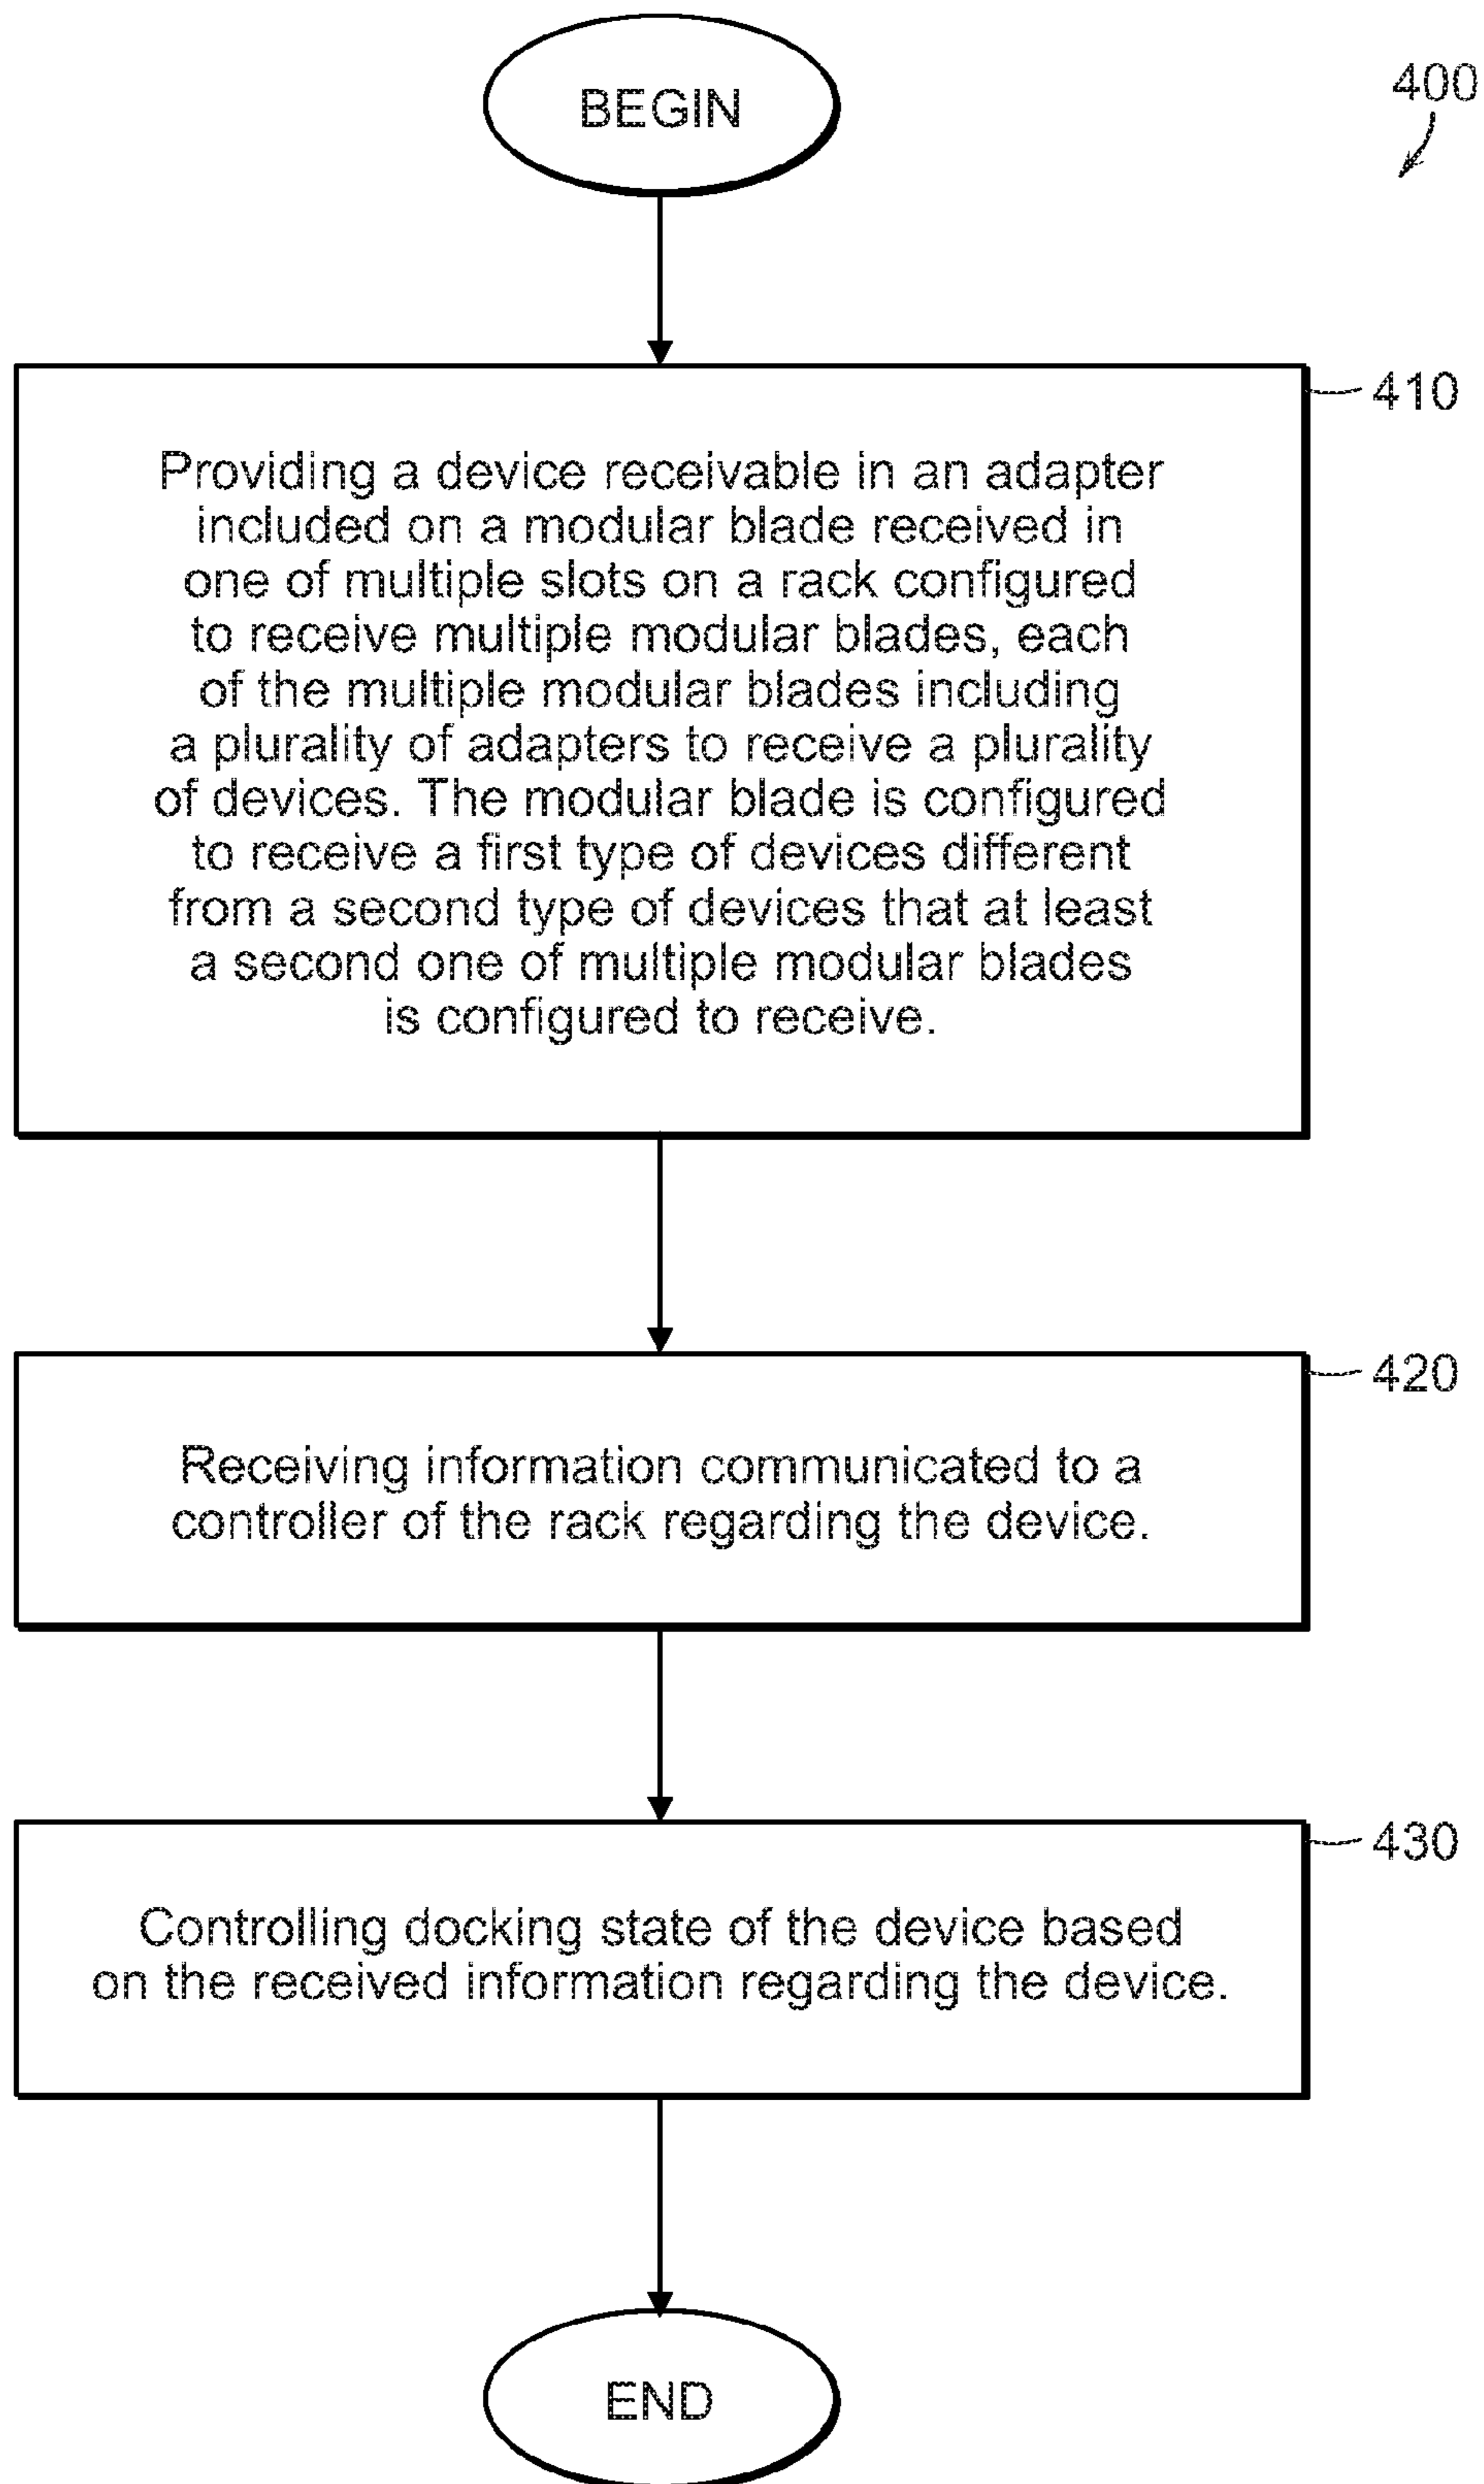 BEGIN
400
410
Providing a device receivable in an adapter
included on a modular blade received in
one of multiple slots on a rack configured
to receive multiple modular blades, each
of the multiple modular blades including
a plurality of adapters to receive a plurality
of devices. The modular blade is configured
to receive a first type of devices different
from a second type of devices that at least
a second one of multiple modular blades
is configured to receive.
420
Receiving information communicated to a
controller of the rack regarding the device.
430
Controlling docking state of the device based
on the received information regarding the device.
END